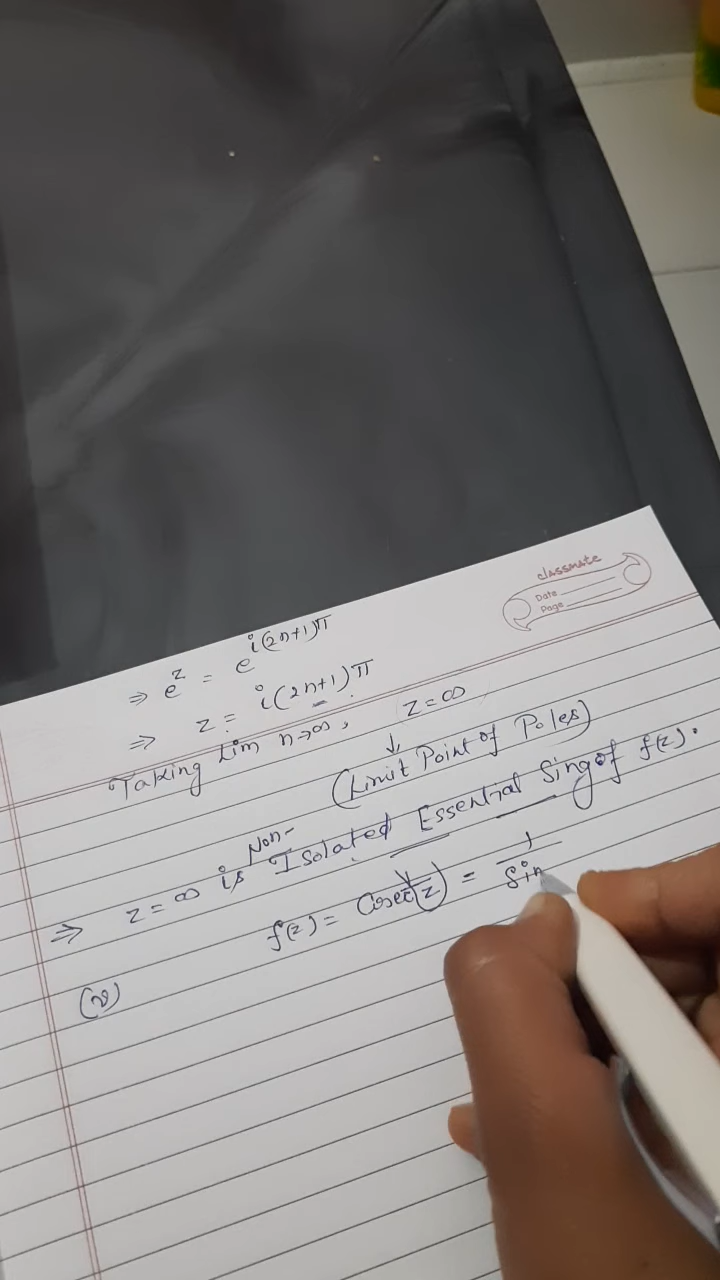 classmate
Date
Page
⇒ e^z = e^{i(2n+1)π}
⇒ z = i(2n+1)π
Taking Lim n→∞, z = ∞
↓
(Limit Point of Poles)
⇒ z = ∞ is Non-Isolated Essential Sing of f(z).
(v) f(z) = Cosec(1/z) = 1/Sin